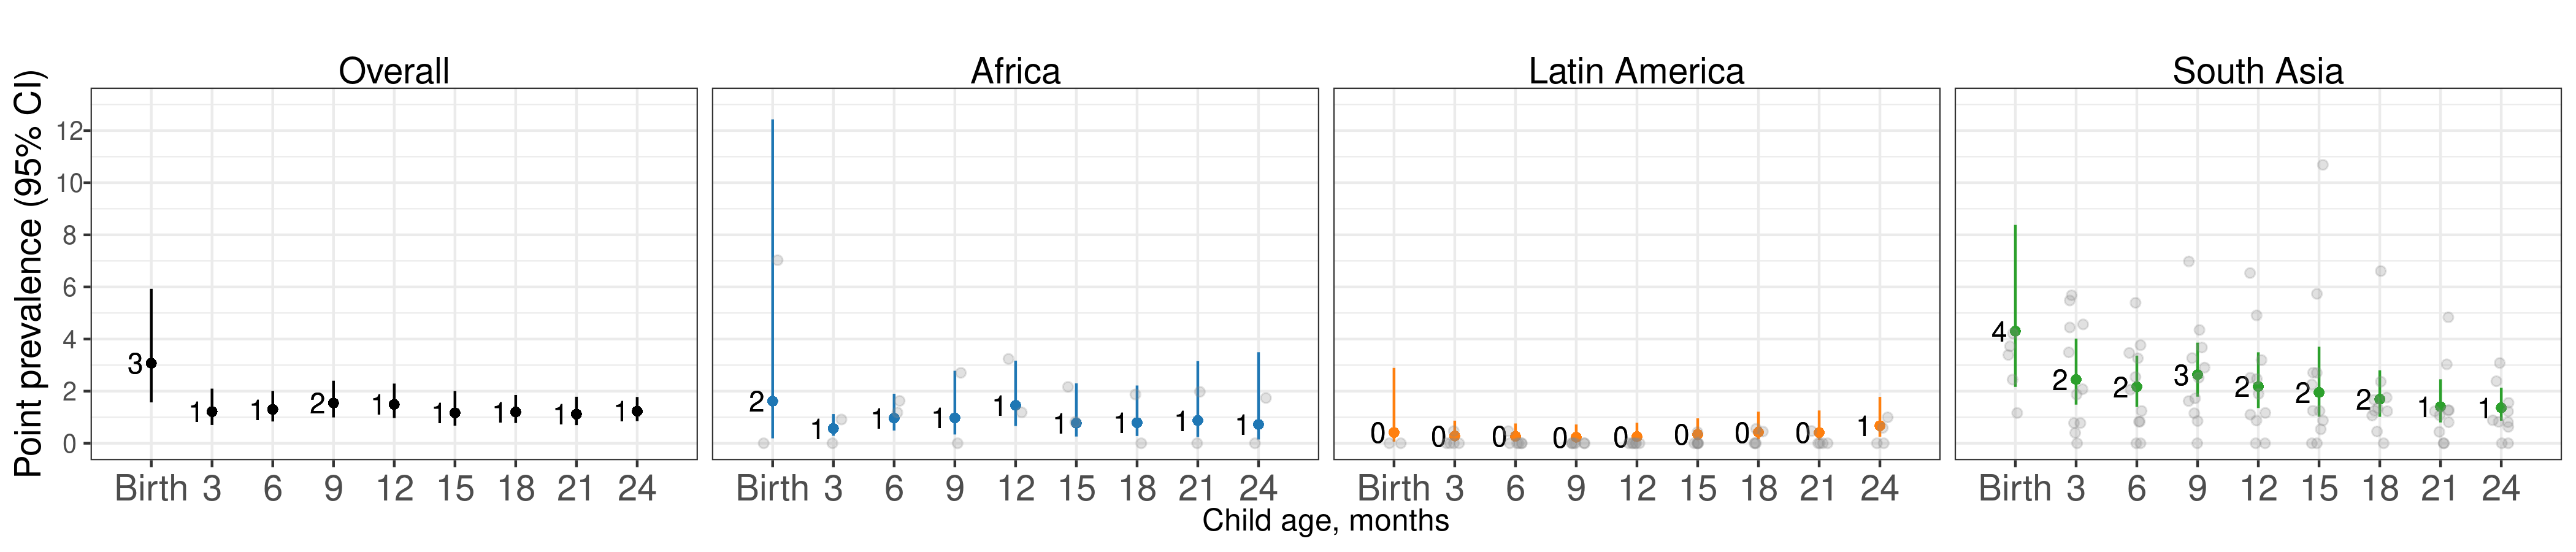 Overall Africa Latin America South Asia
Point prevalence (95% CI)
12
10
8
6
4
2
0
3 1 1 2 1 1 1 1 1
2 1 1 1 1 1 1 1 1
0 0 0 0 0 0 0 0 1
4 2 2 3 2 2 2 1 1
Birth 3 6 9 12 15 18 21 24 Birth 3 6 9 12 15 18 21 24 Birth 3 6 9 12 15 18 21 24 Birth 3 6 9 12 15 18 21 24
Child age, months